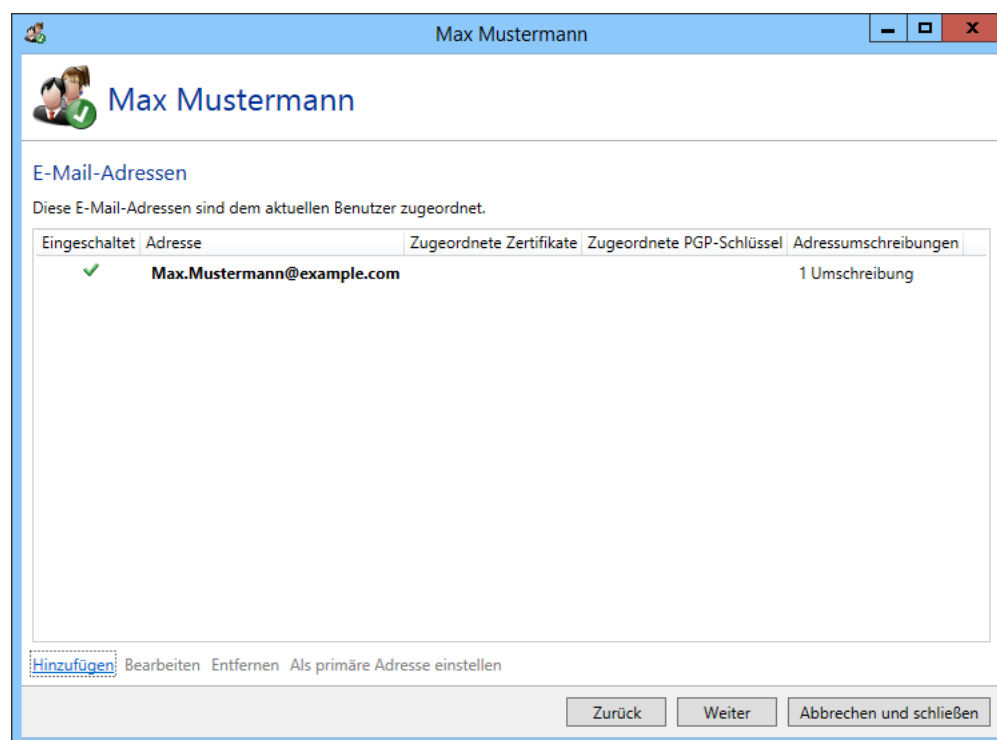 Max Mustermann
Max Mustermann
E-Mail-Adressen
Diese E-Mail-Adressen sind dem aktuellen Benutzer zugeordnet.
Eingeschaltet Adresse Zugeordnete Zertifikate Zugeordnete PGP-Schlüssel Adressumschreibungen
Max.Mustermann@example.com 1 Umschreibung
Hinzufügen Bearbeiten Entfernen Als primäre Adresse einstellen
Zurück Weiter Abbrechen und schließen